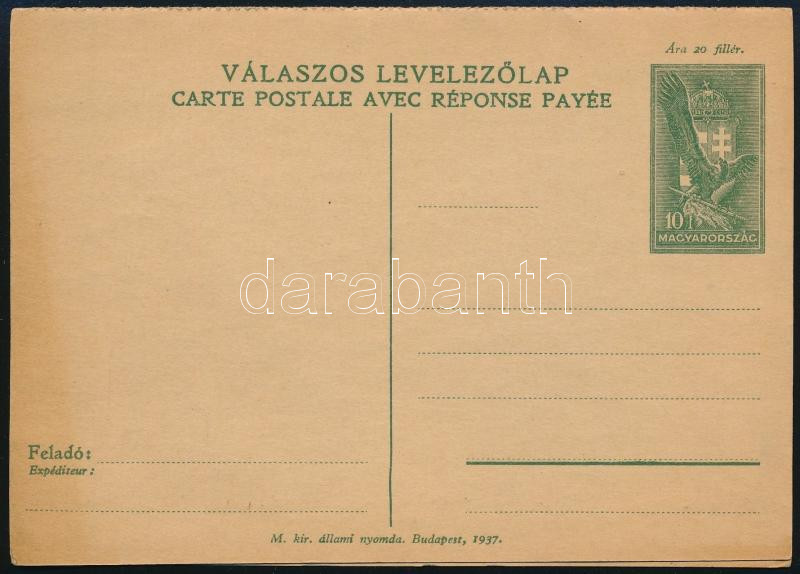 Ára 20 fillér.
VÁLASZOS LEVELEZŐLAP
CARTE POSTALE AVEC RÉPONSE PAYÉE
10 f
MAGYARORSZÁG
darabanth
Feladó:
Expéditeur :
M. kir. állami nyomda. Budapest, 1937.